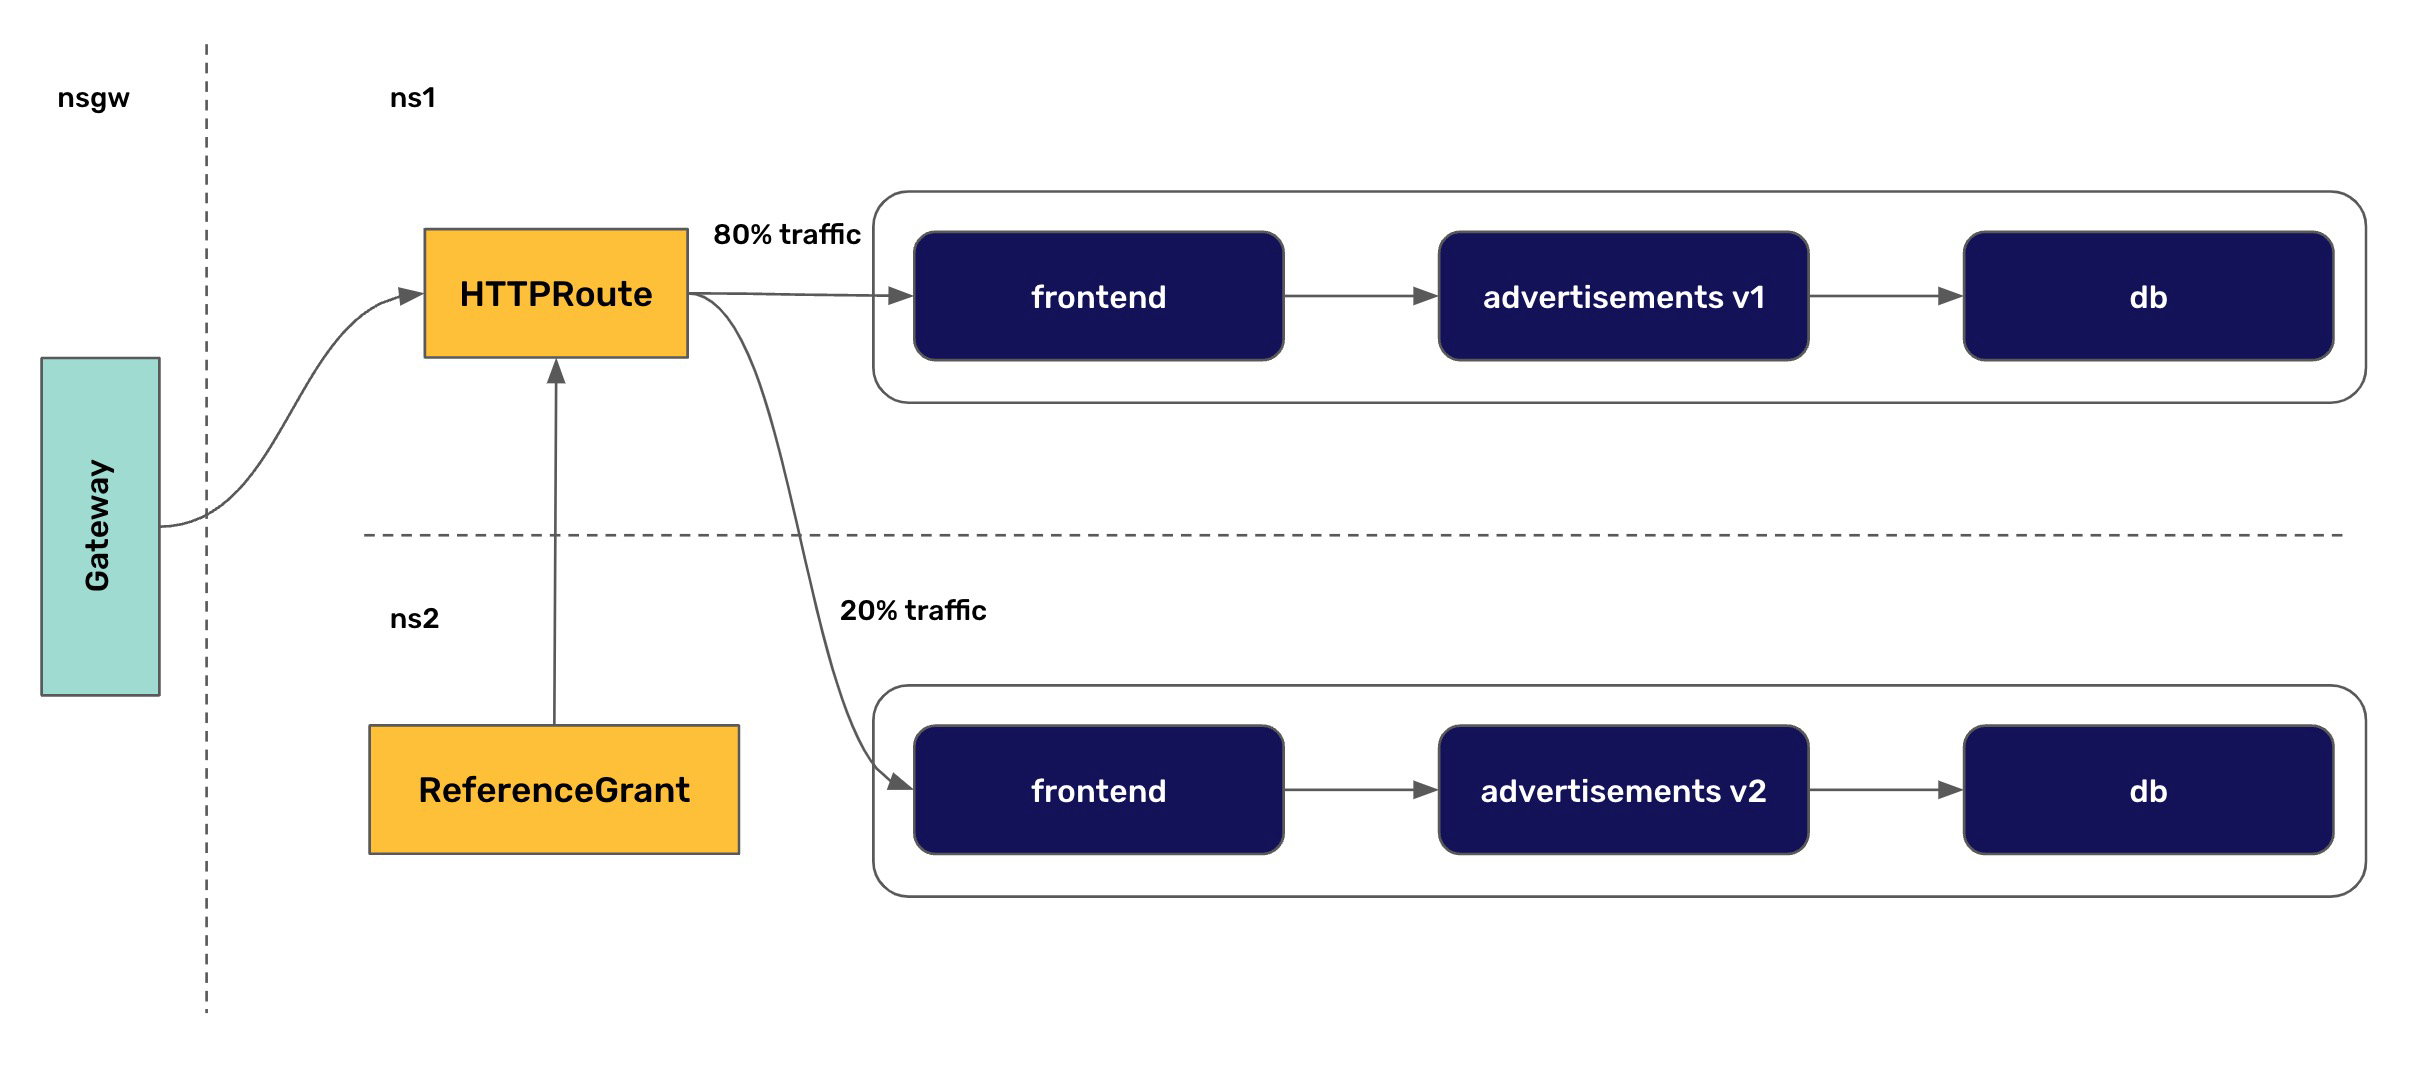 nsgw
ns1
80% traffic
HTTPRoute
frontend
advertisements v1
db
Gateway
ns2
20% traffic
ReferenceGrant
frontend
advertisements v2
db